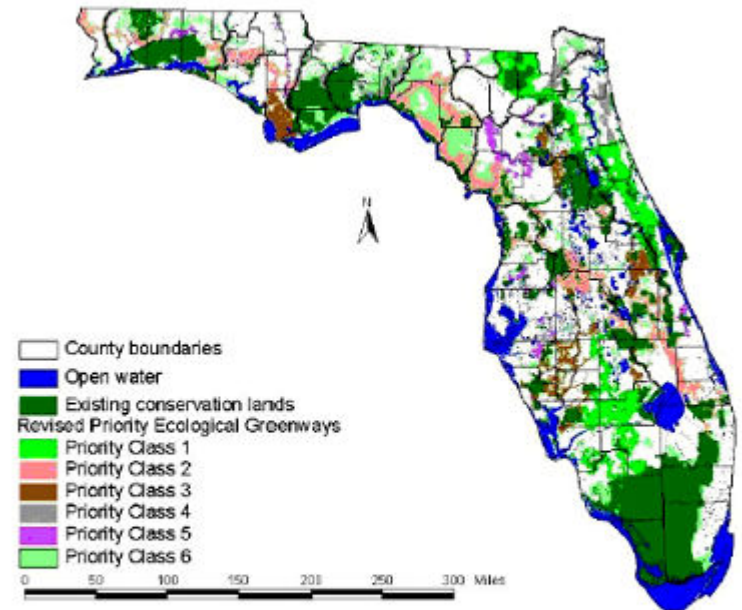 N
County boundaries
Open water
Existing conservation lands
Revised Priority Ecological Greenways
Priority Class 1
Priority Class 2
Priority Class 3
Priority Class 4
Priority Class 5
Priority Class 6
0 50 100 150 200 250 300 Miles